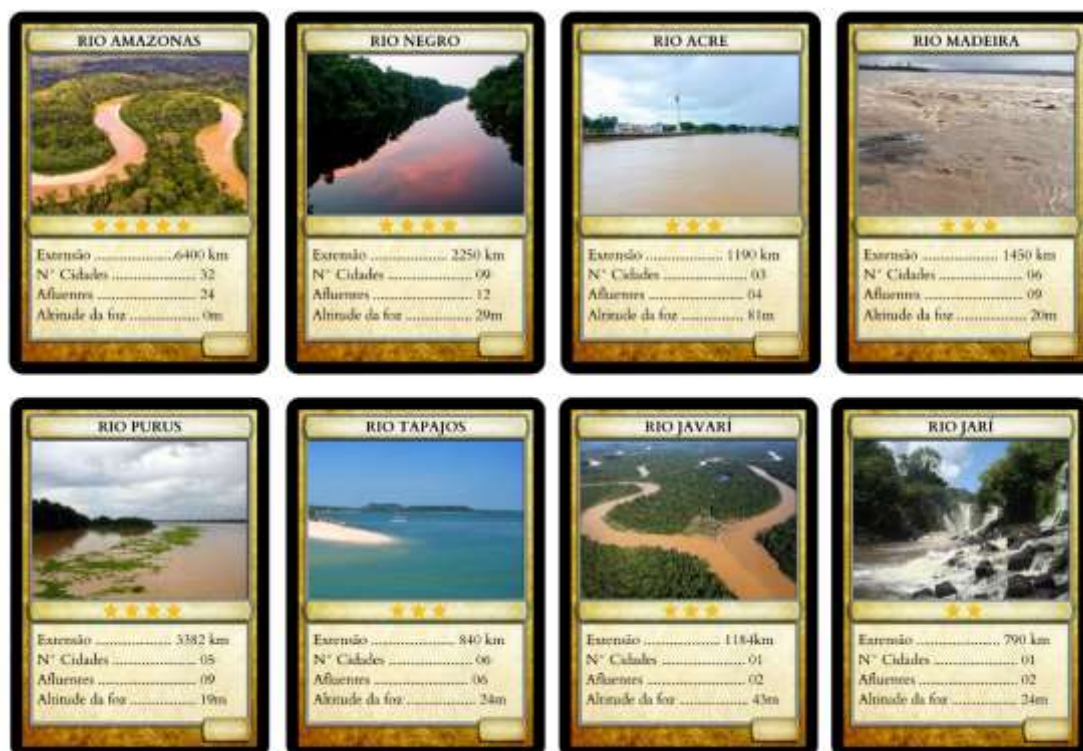 RIO AMAZONAS
Extensão ........................6400 km
N° Cidades ........................ 32
Afluentes ........................... 24
Altitude da foz .................... 0m
RIO NEGRO
Extensão ........................ 2250 km
N° Cidades ........................ 09
Afluentes ........................... 12
Altitude da foz .................... 29m
RIO ACRE
Extensão ........................1190 km
N° Cidades ........................ 03
Afluentes ........................... 04
Altitude da foz .................... 81m
RIO MADEIRA
Extensão ........................ 1450 km
N° Cidades ........................ 06
Afluentes ........................... 09
Altitude da foz .................... 20m
RIO PURUS
Extensão ........................ 3382 km
N° Cidades ........................ 05
Afluentes ........................... 09
Altitude da foz .................... 19m
RIO TAPAJOS
Extensão ........................ 840 km
N° Cidades ........................ 06
Afluentes ........................... 06
Altitude da foz .................... 24m
RIO JAVARÍ
Extensão ........................1184km
N° Cidades ........................ 01
Afluentes ........................... 02
Altitude da foz .................... 43m
RIO JARÍ
Extensão ........................ 790 km
N° Cidades ........................ 01
Afluentes ........................... 02
Altitude da foz .................... 24m